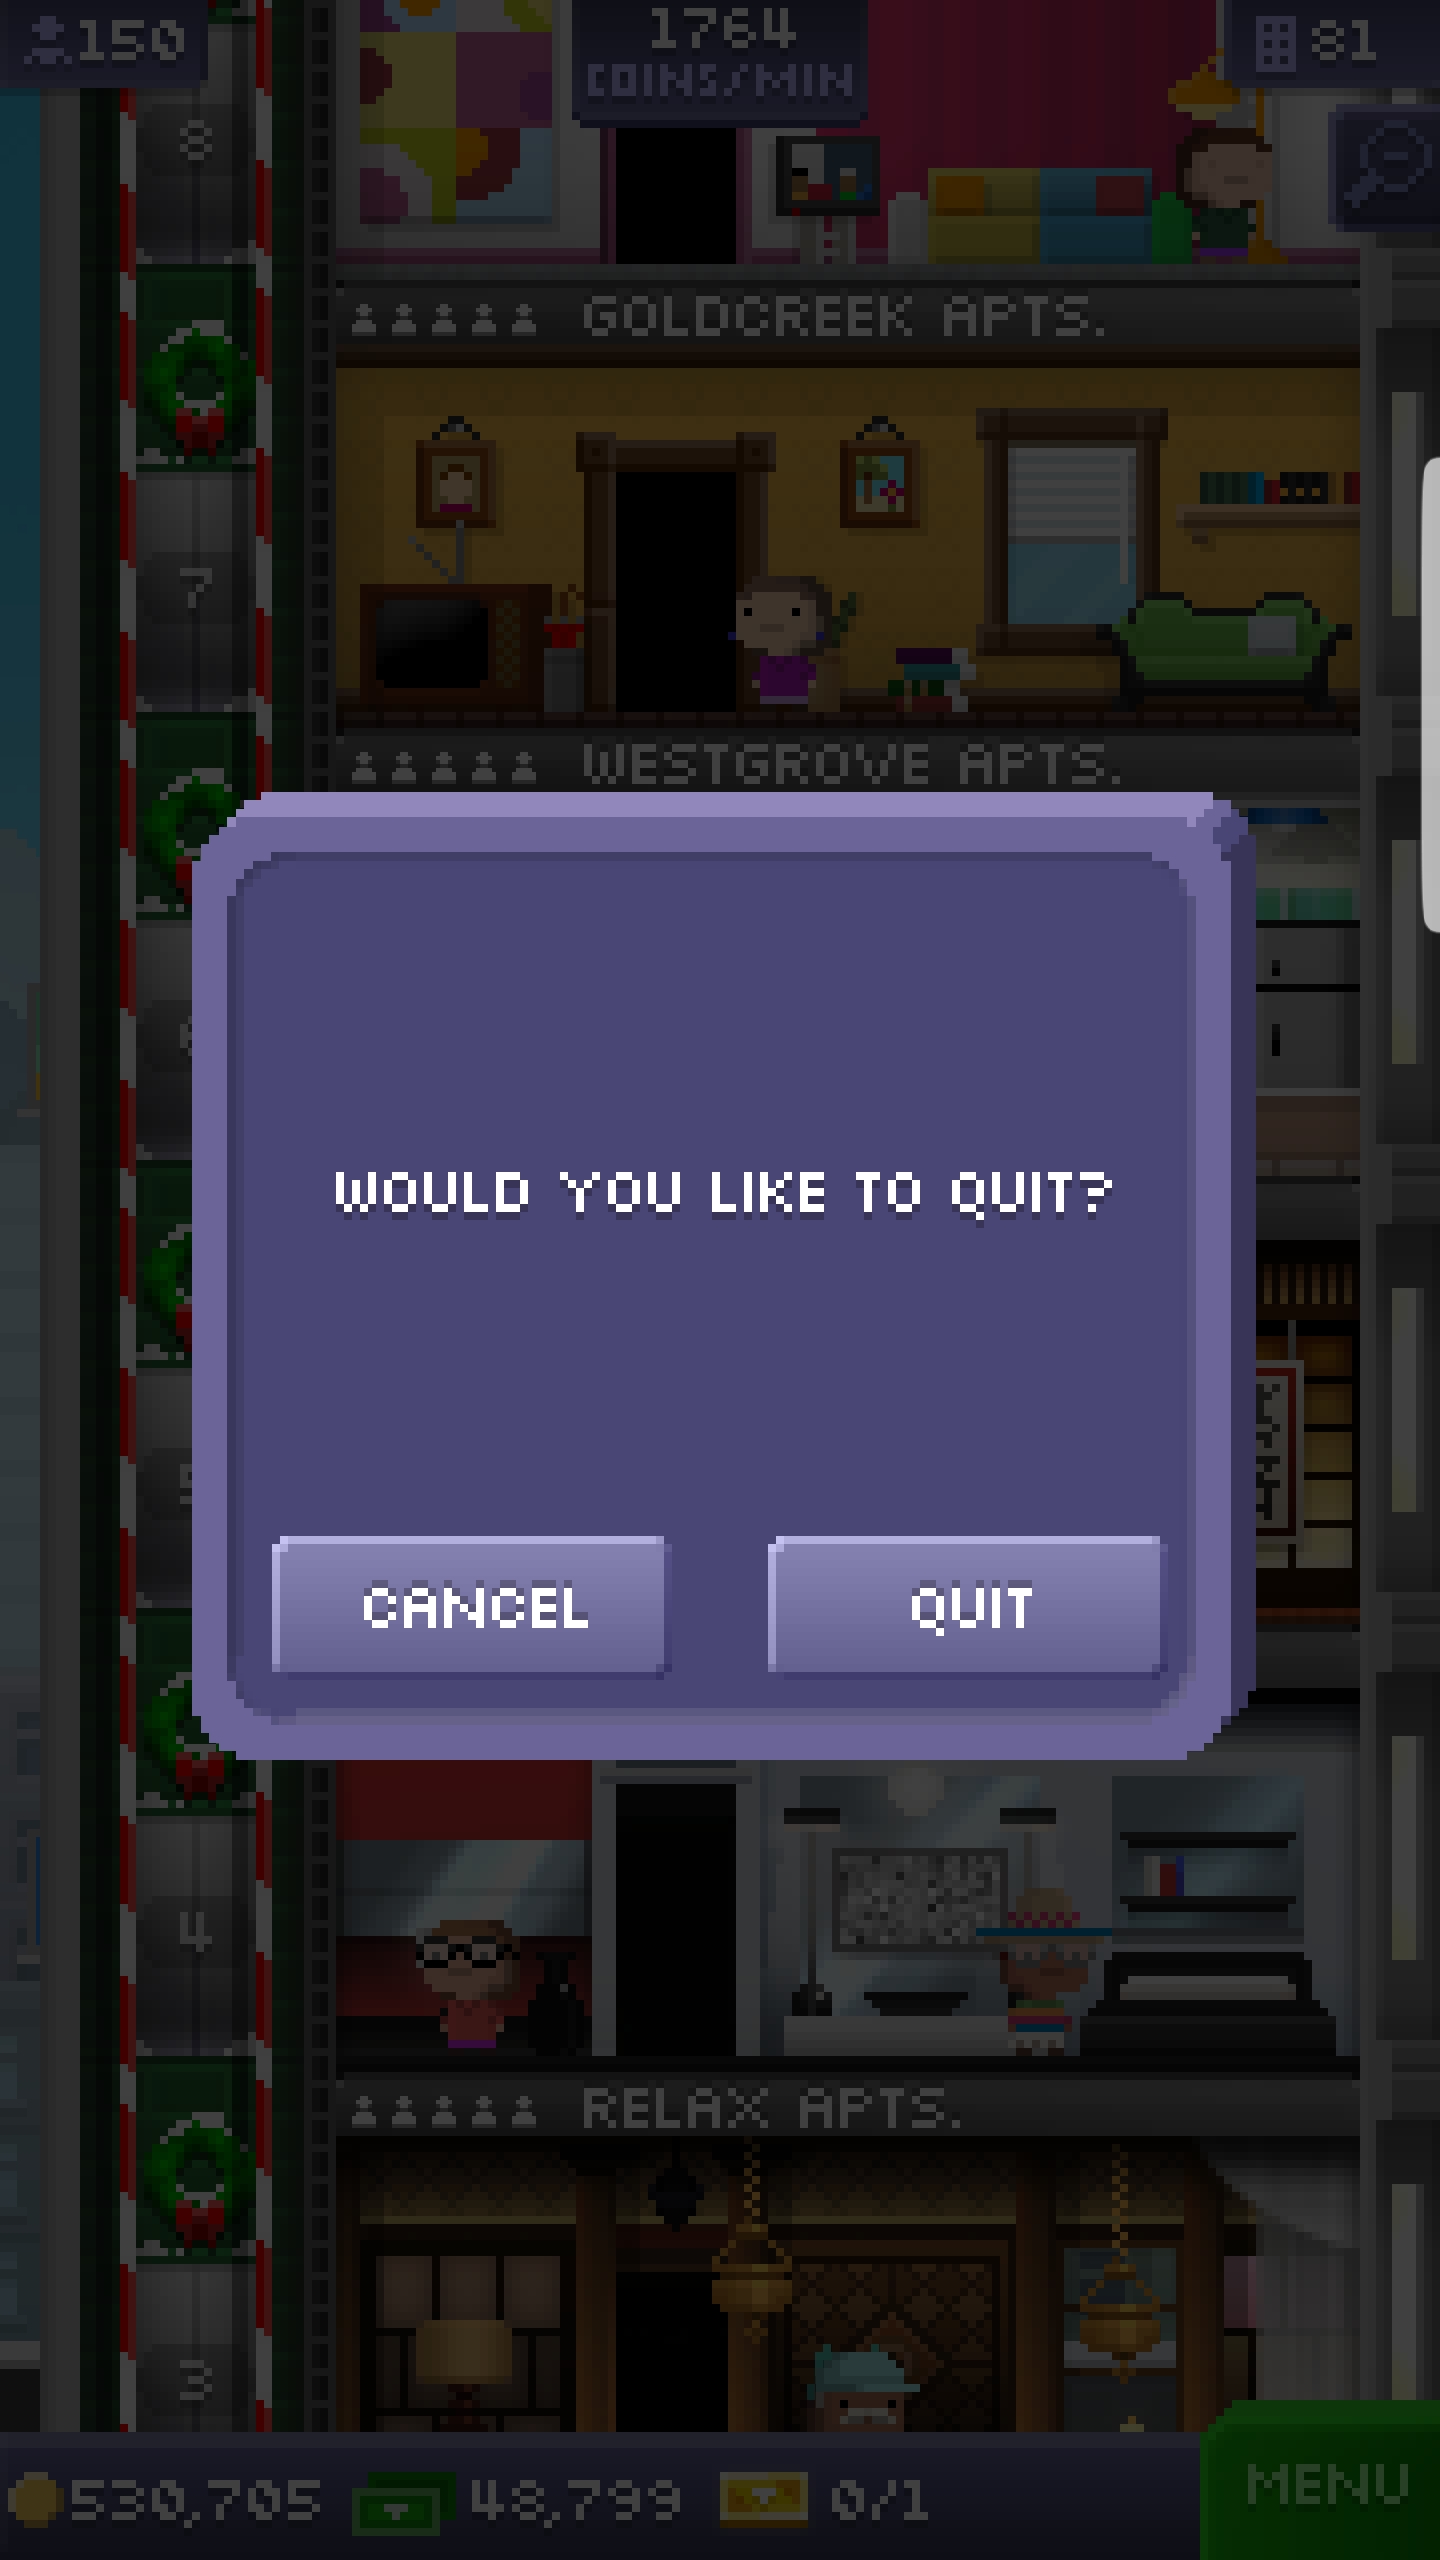 150
1764
COINS/MIN
81
8
GOLDCREEK APTS.
7
WESTGROVE APTS.
WOULD YOU LIKE TO QUIT?
5
CANCEL
QUIT
4
RELAX APTS.
3
530,705
48,799
0/1
MENU